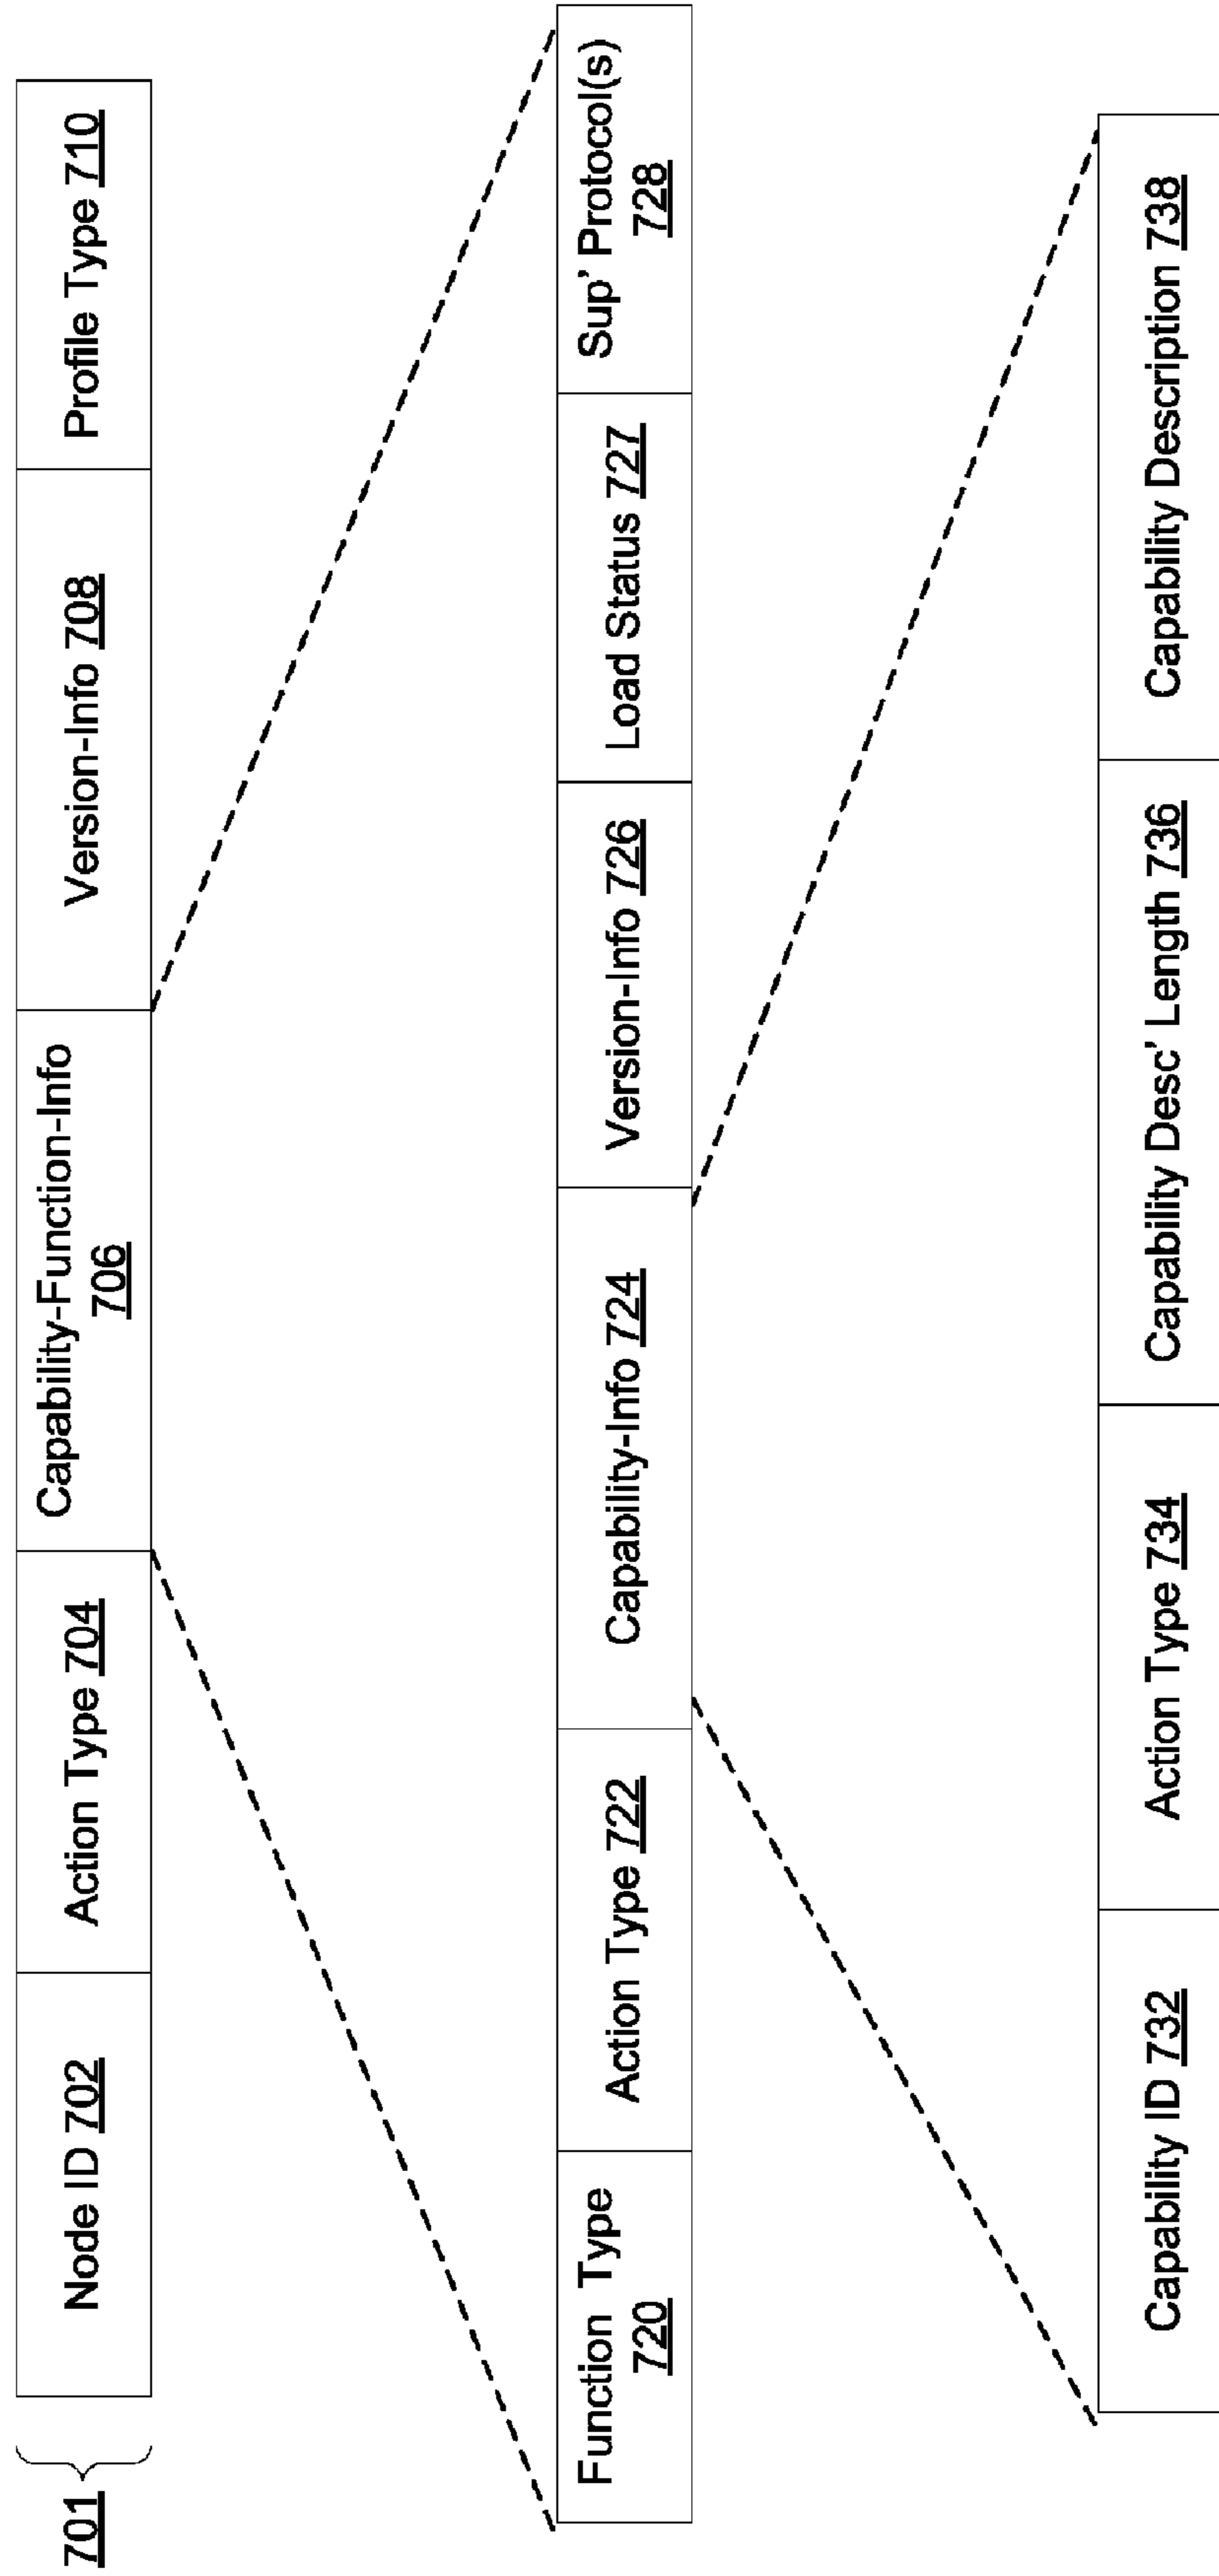 701
Node ID 702
Action Type 704
Capability-Function-Info
706
Version-Info 708
Profile Type 710
Function Type
720
Action Type 722
Capability-Info 724
Version-Info 726
Load Status 727
Sup' Protocol(s)
728
Capability ID 732
Action Type 734
Capability Desc' Length 736
Capability Description 738